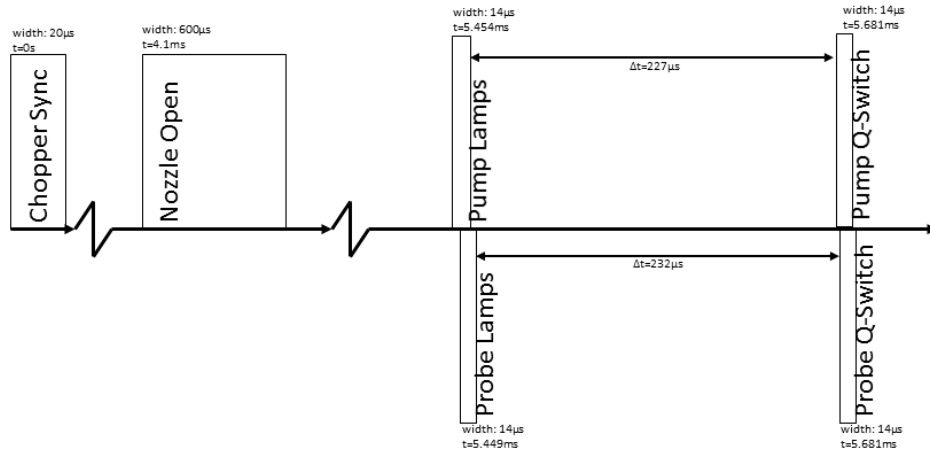 width: 20µs
t=0s
Chopper Sync
width: 600µs
t=4.1ms
Nozzle Open
width: 14µs
t=5.454ms
Pump Lamps
Δt=227µs
width: 14µs
t=5.681ms
Pump Q-Switch
Probe Lamps
width: 14µs
t=5.449ms
Δt=232µs
Probe Q-Switch
width: 14µs
t=5.681ms